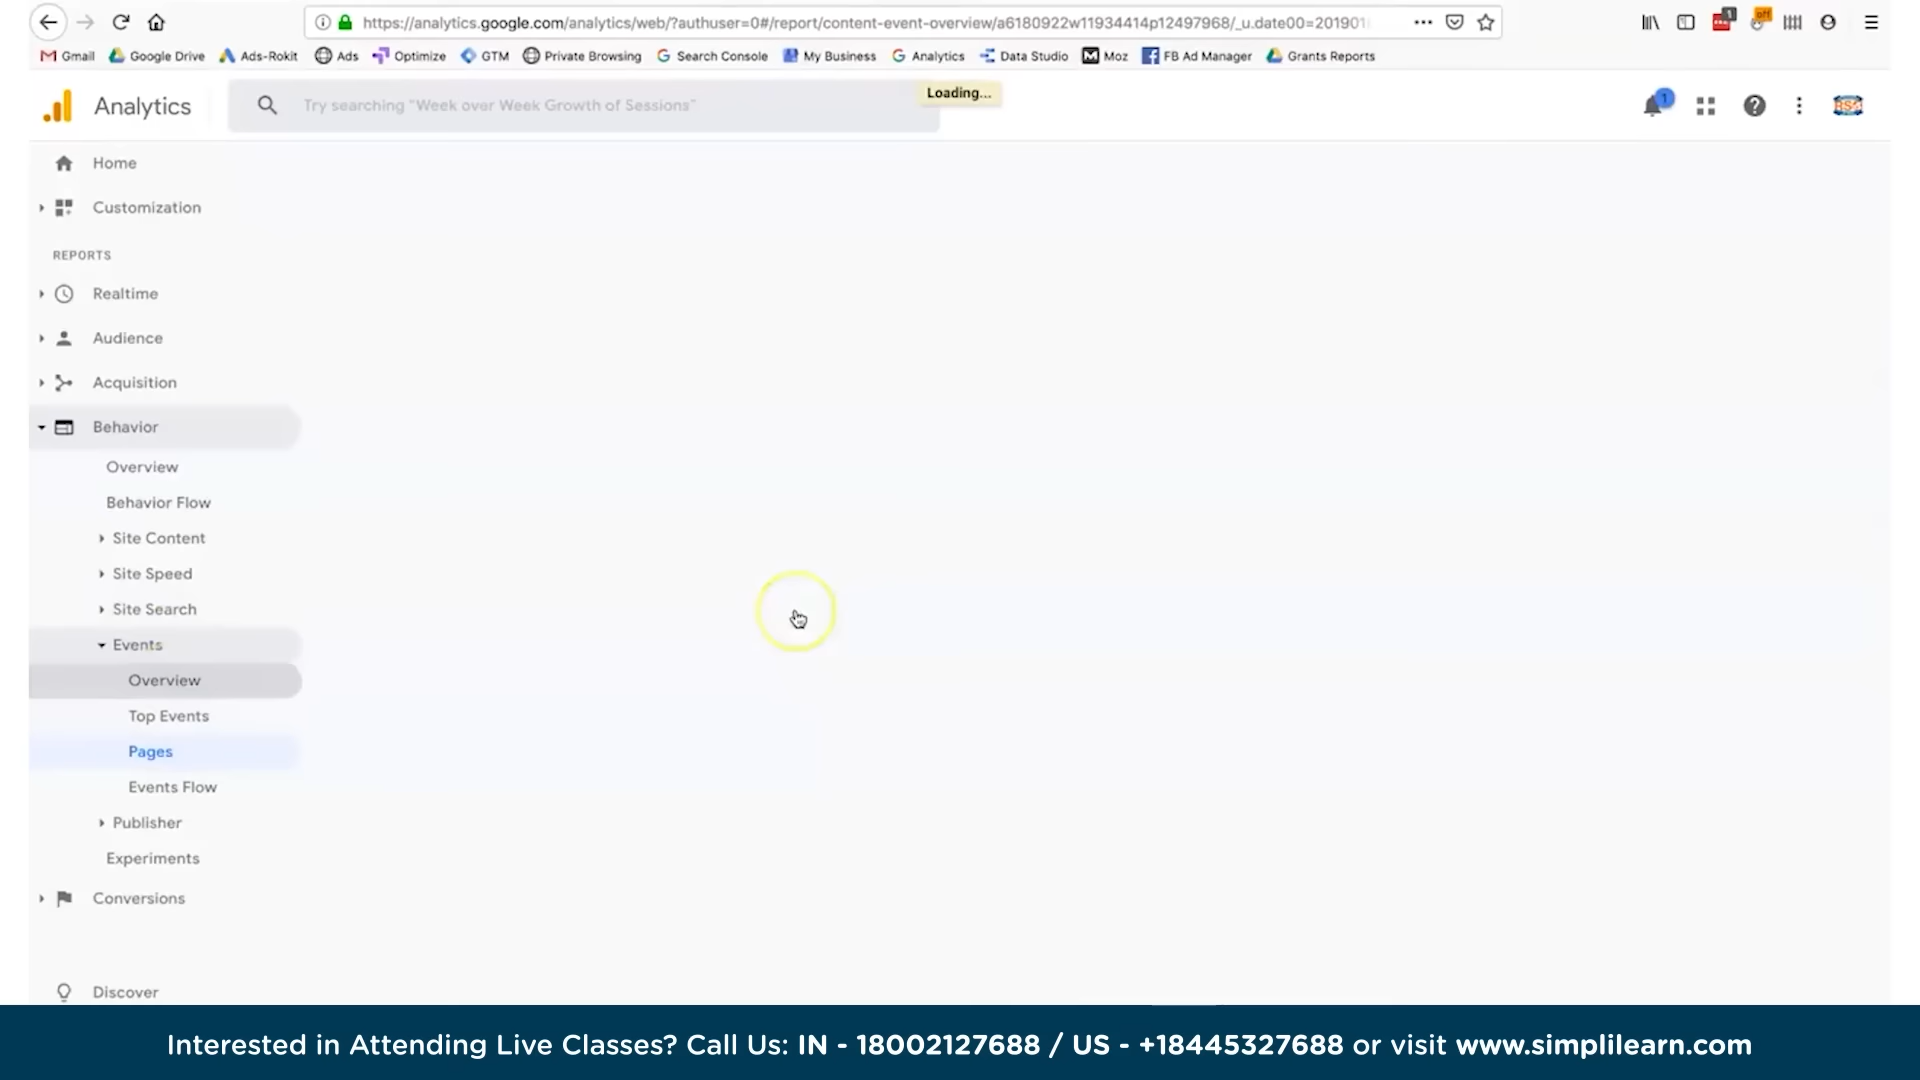 https://analytics.google.com/analytics/web/?authuser=0#/report/content-event-overview/a6180922w11934414p12497968/_u.date00=201901
Gmail Google Drive Ads-Rokit Ads Optimize GTM Private Browsing Search Console My Business Analytics Data Studio Moz FB Ad Manager Grants Reports
Analytics
Try searching "Week over Week Growth of Sessions"
Loading...
1
1
off
Home
Customization
REPORTS
Realtime
Audience
Acquisition
Behavior
Overview
Behavior Flow
Site Content
Site Speed
Site Search
Events
Overview
Top Events
Pages
Events Flow
Publisher
Experiments
Conversions
Discover
Interested in Attending Live Classes? Call Us: IN - 18002127688 / US - +18445327688 or visit www.simplilearn.com